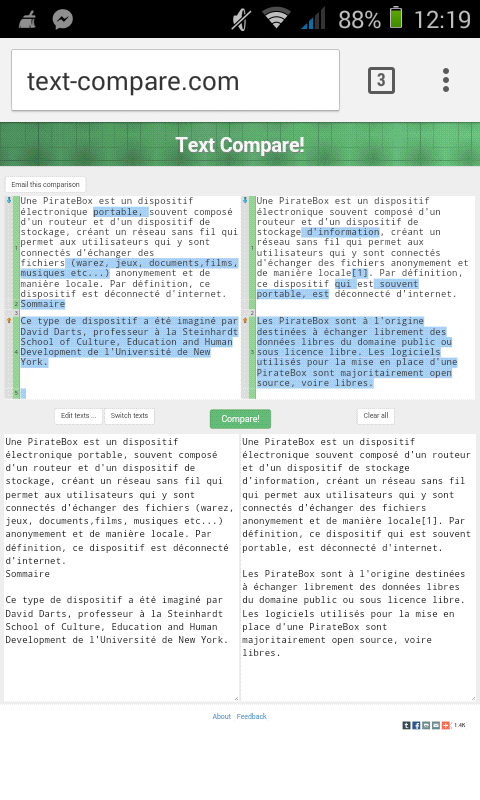 88% 12:19
text-compare.com 3
Text Compare!
Email this comparison
Une PirateBox est un dispositif
électronique portable, souvent composé
d'un routeur et d'un dispositif de
stockage, créant un réseau sans fil qui
1
permet aux utilisateurs qui y sont
connectés d'échanger des
fichiers (warez, jeux, documents,films,
musiques etc...) anonymement et de
manière locale. Par définition, ce
dispositif est déconnecté d'internet.
2 Sommaire
3
Ce type de dispositif a été imaginé par
David Darts, professeur à la Steinhardt
School of Culture, Education and Human
4 Development de l'Université de New
York.
5
Une PirateBox est un dispositif
électronique souvent composé d'un
routeur et d'un dispositif de
stockage d'information, créant un
réseau sans fil qui permet aux
1 utilisateurs qui y sont connectés
d'échanger des fichiers anonymement et
de manière locale[1]. Par définition,
ce dispositif qui est souvent
portable, est déconnecté d'internet.
2
Les PirateBox sont à l'origine
destinées à échanger librement des
données libres du domaine public ou
3 sous licence libre. Les logiciels
utilisés pour la mise en place d'une
PirateBox sont majoritairement open
source, voire libres.
Edit texts ... Switch texts Compare! Clear all
Une PirateBox est un dispositif
électronique portable, souvent composé
d'un routeur et d'un dispositif de
stockage, créant un réseau sans fil qui
permet aux utilisateurs qui y sont
connectés d'échanger des fichiers (warez,
jeux, documents,films, musiques etc...)
anonymement et de manière locale. Par
définition, ce dispositif est déconnecté
d'internet.
Sommaire
Ce type de dispositif a été imaginé par
David Darts, professeur à la Steinhardt
School of Culture, Education and Human
Development de l'Université de New York.
Une PirateBox est un dispositif
électronique souvent composé d'un routeur
et d'un dispositif de stockage
d'information, créant un réseau sans fil
qui permet aux utilisateurs qui y sont
connectés d'échanger des fichiers
anonymement et de manière locale[1]. Par
définition, ce dispositif qui est souvent
portable, est déconnecté d'internet.
Les PirateBox sont à l'origine destinées
à échanger librement des données libres
du domaine public ou sous licence libre.
Les logiciels utilisés pour la mise en
place d'une PirateBox sont
majoritairement open source, voire
libres.
About Feedback
1.4K